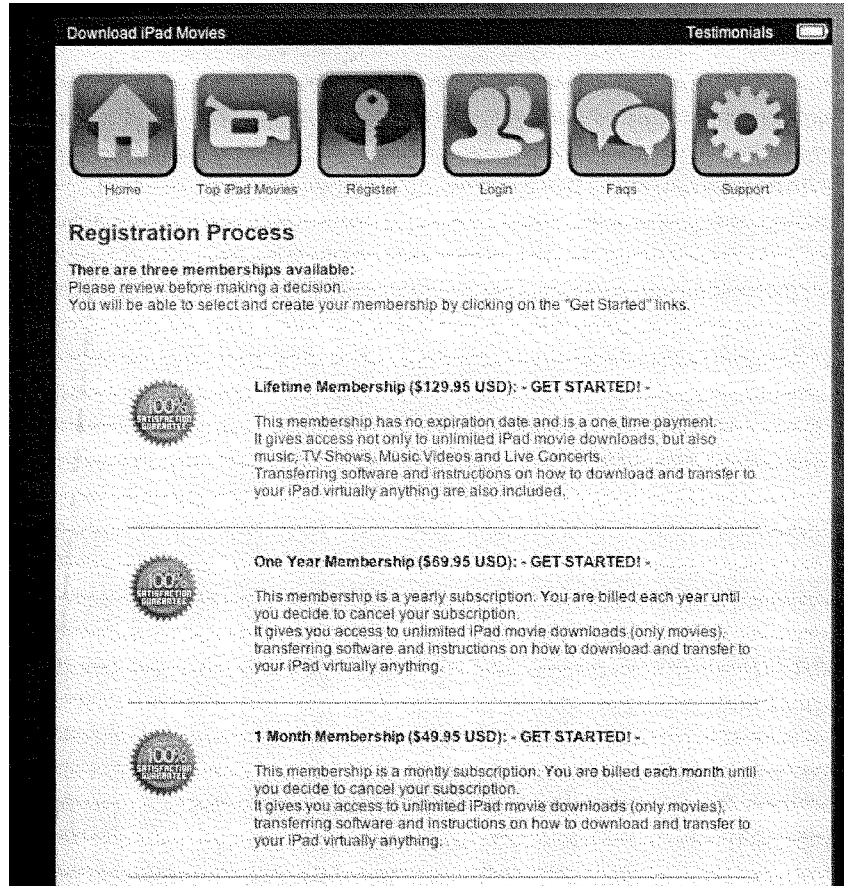 Download iPad Movies
Testimonials
Home
Top iPad Movies
Register
Login
Faqs
Support
Registration Process
There are three memberships available:
Please review before making a decision.
You will be able to select and create your membership by clicking on the "Get Started" links.
100%
SATISFACTION
GUARANTEE
Lifetime Membership ($129.95 USD): - GET STARTED! -
This membership has no expiration date and is a one time payment.
It gives access not only to unlimited iPad movie downloads, but also
music, TV Shows, Music Videos and Live Concerts.
Transferring software and instructions on how to download and transfer to
your iPad virtually anything are also included.
100%
SATISFACTION
GUARANTEE
One Year Membership ($69.95 USD): - GET STARTED! -
This membership is a yearly subscription. You are billed each year until
you decide to cancel your subscription.
It gives you access to unlimited iPad movie downloads (only movies),
transferring software and instructions on how to download and transfer to
your iPad virtually anything.
100%
SATISFACTION
GUARANTEE
1 Month Membership ($49.95 USD): - GET STARTED! -
This membership is a montly subscription. You are billed each month until
you decide to cancel your subscription.
It gives you access to unlimited iPad movie downloads (only movies),
transferring software and instructions on how to download and transfer to
your iPad virtually anything.